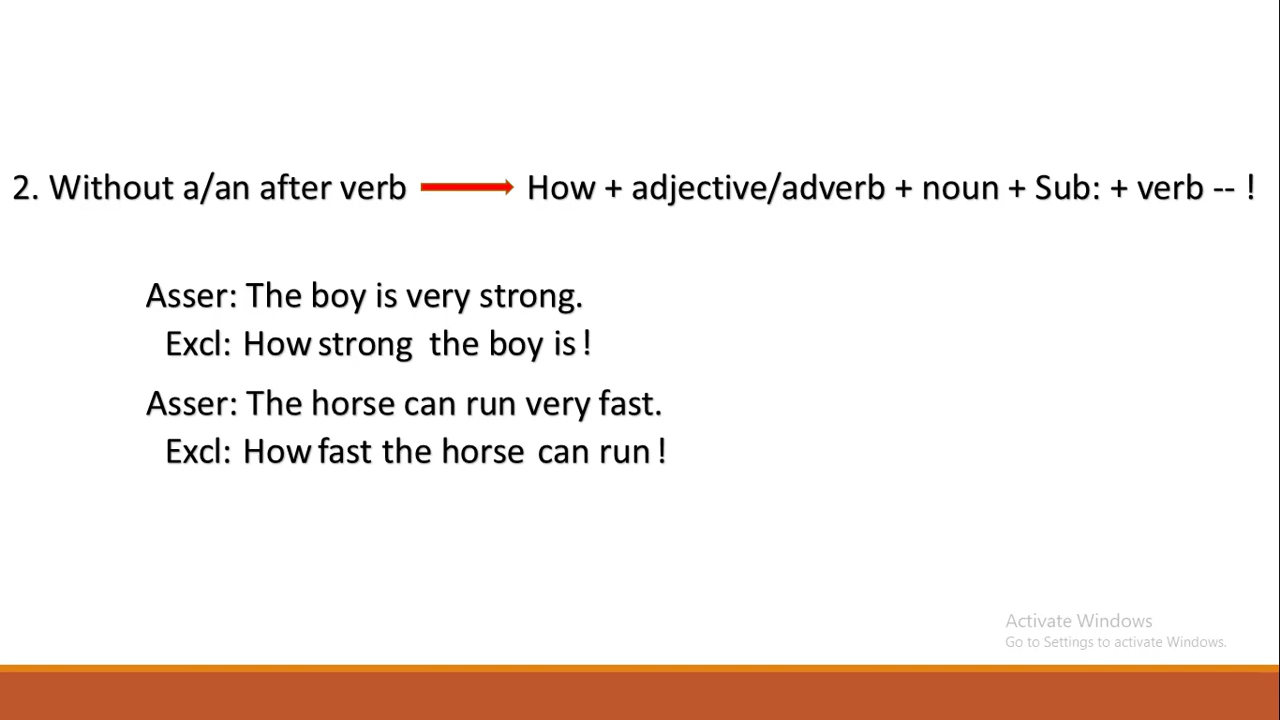 2. Without a/an after verb How + adjective/adverb + noun + Sub: + verb -- !
Asser: The boy is very strong.
Excl: How strong the boy is !
Asser: The horse can run very fast.
Excl: How fast the horse can run !
Activate Windows
Go to Settings to activate Windows.